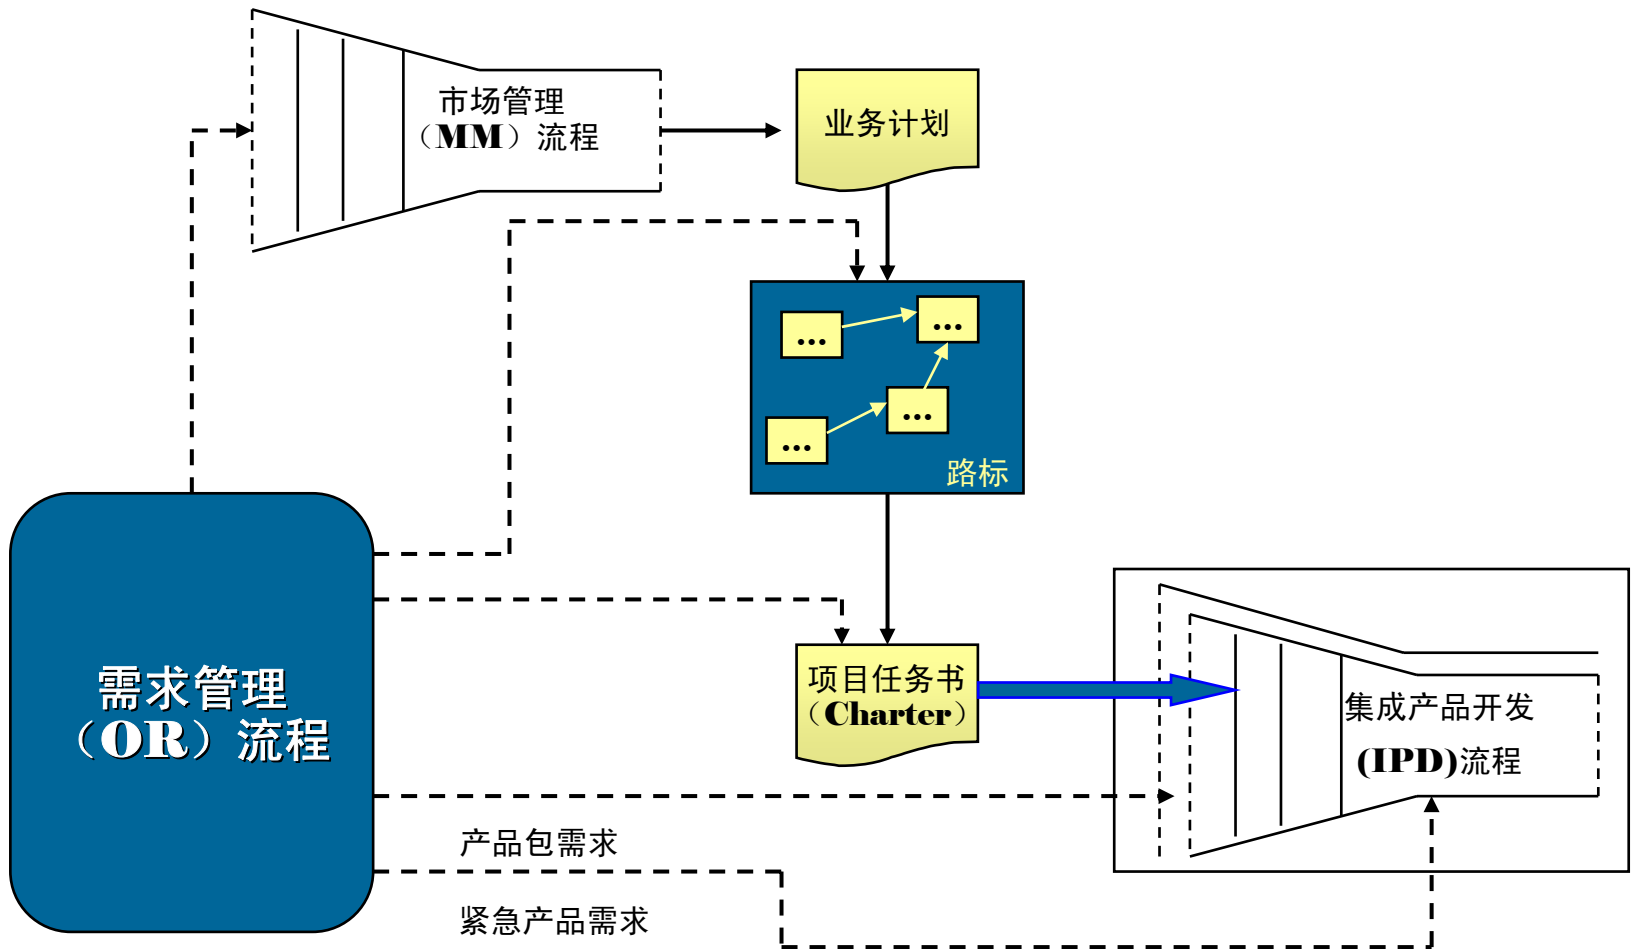 市场管理
（MM）流程
业务计划
...
...
...
...
路标
需求管理
（OR）流程
项目任务书
（Charter）
集成产品开发
(IPD)流程
产品包需求
紧急产品需求